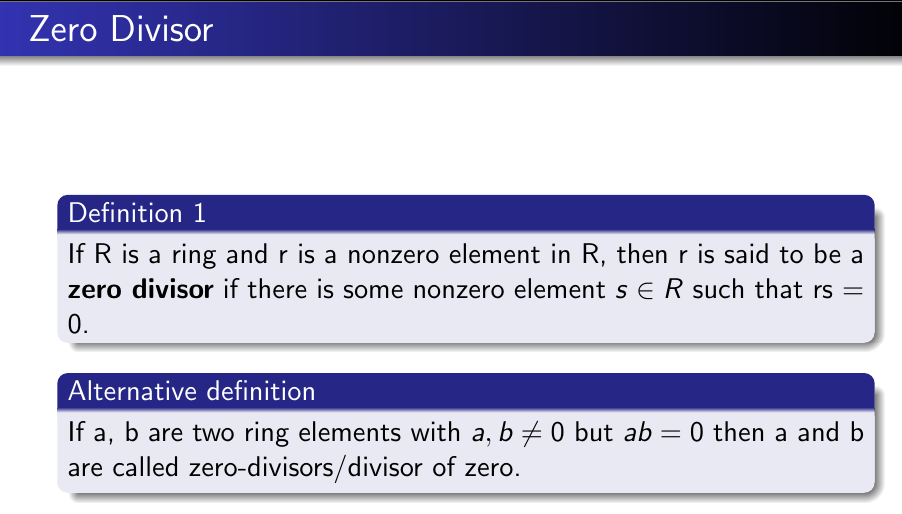 Zero Divisor
Definition 1
If R is a ring and r is a nonzero element in R, then r is said to be a
zero divisor if there is some nonzero element s ∈ R such that rs =
0.
Alternative definition
If a, b are two ring elements with a, b ≠ 0 but ab = 0 then a and b
are called zero-divisors/divisor of zero.